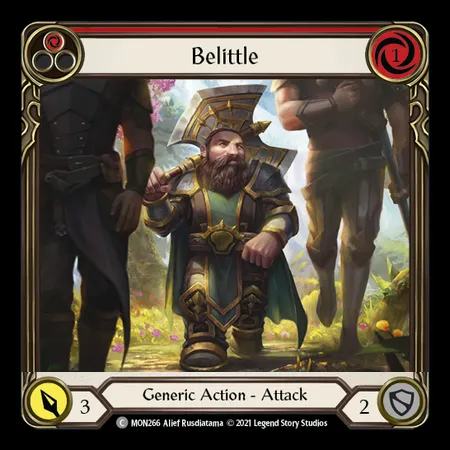 Belittle
1
Generic Action - Attack
3
2
C MON266 Alief Rusdiatama © 2021 Legend Story Studios